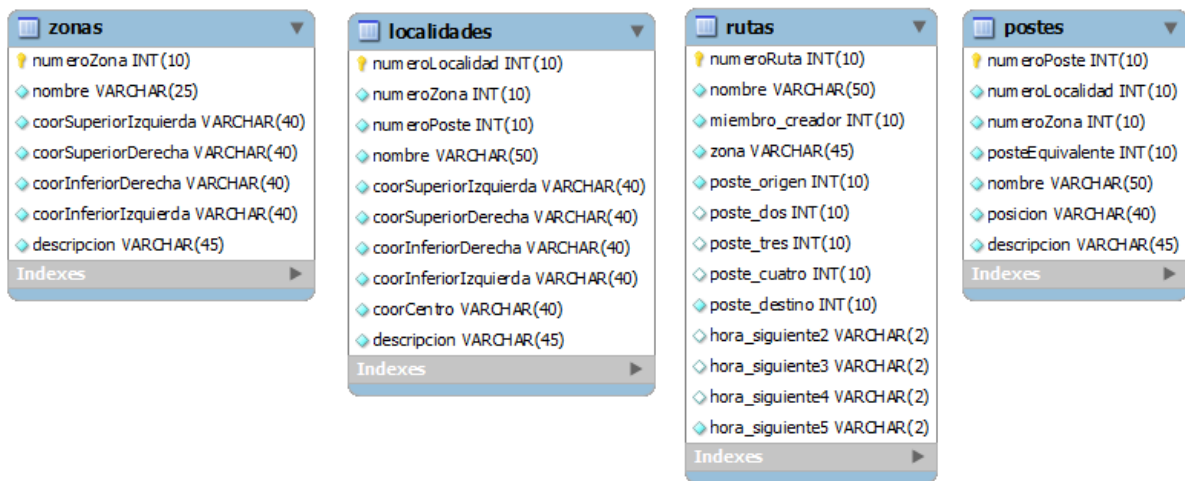 zonas
numeroZona INT(10)
nombre VARCHAR(25)
coorSuperiorIzquierda VARCHAR(40)
coorSuperiorDerecha VARCHAR(40)
coorInferiorDerecha VARCHAR(40)
coorInferiorIzquierda VARCHAR(40)
descripcion VARCHAR(45)
Indexes
localidades
numeroLocalidad INT(10)
numeroZona INT(10)
numeroPoste INT(10)
nombre VARCHAR(50)
coorSuperiorIzquierda VARCHAR(40)
coorSuperiorDerecha VARCHAR(40)
coorInferiorDerecha VARCHAR(40)
coorInferiorIzquierda VARCHAR(40)
coorCentro VARCHAR(40)
descripcion VARCHAR(45)
Indexes
rutas
numeroRuta INT(10)
nombre VARCHAR(50)
miembro_creador INT(10)
zona VARCHAR(45)
poste_origen INT(10)
poste_dos INT(10)
poste_tres INT(10)
poste_cuatro INT(10)
poste_destino INT(10)
hora_siguiente2 VARCHAR(2)
hora_siguiente3 VARCHAR(2)
hora_siguiente4 VARCHAR(2)
hora_siguiente5 VARCHAR(2)
Indexes
postes
numeroPoste INT(10)
numeroLocalidad INT(10)
numeroZona INT(10)
posteEquivalente INT(10)
nombre VARCHAR(50)
posicion VARCHAR(40)
descripcion VARCHAR(45)
Indexes